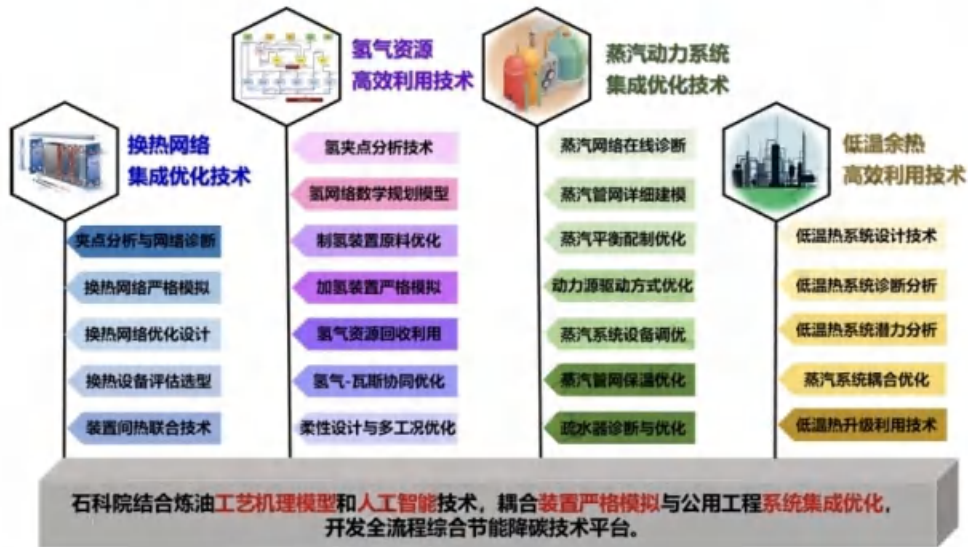 换热网络
集成优化技术
夹点分析与网络诊断
换热网络严格模拟
换热网络优化设计
换热设备评估选型
装置间热联合技术
氢气资源
高效利用技术
氢夹点分析技术
氢网络数学规划模型
制氢装置原料优化
加氢装置严格模拟
氢气资源回收利用
氢气-瓦斯协同优化
柔性设计与多工况优化
蒸汽动力系统
集成优化技术
蒸汽网络在线诊断
蒸汽管网详细建模
蒸汽平衡配制优化
动力源驱动方式优化
蒸汽系统设备调优
蒸汽管网保温优化
疏水器诊断与优化
低温余热
高效利用技术
低温热系统设计技术
低温热系统诊断分析
低温热系统潜力分析
蒸汽系统耦合优化
低温热升级利用技术
石科院结合炼油工艺机理模型和人工智能技术，耦合装置严格模拟与公用工程系统集成优化，
开发全流程综合节能降碳技术平台。